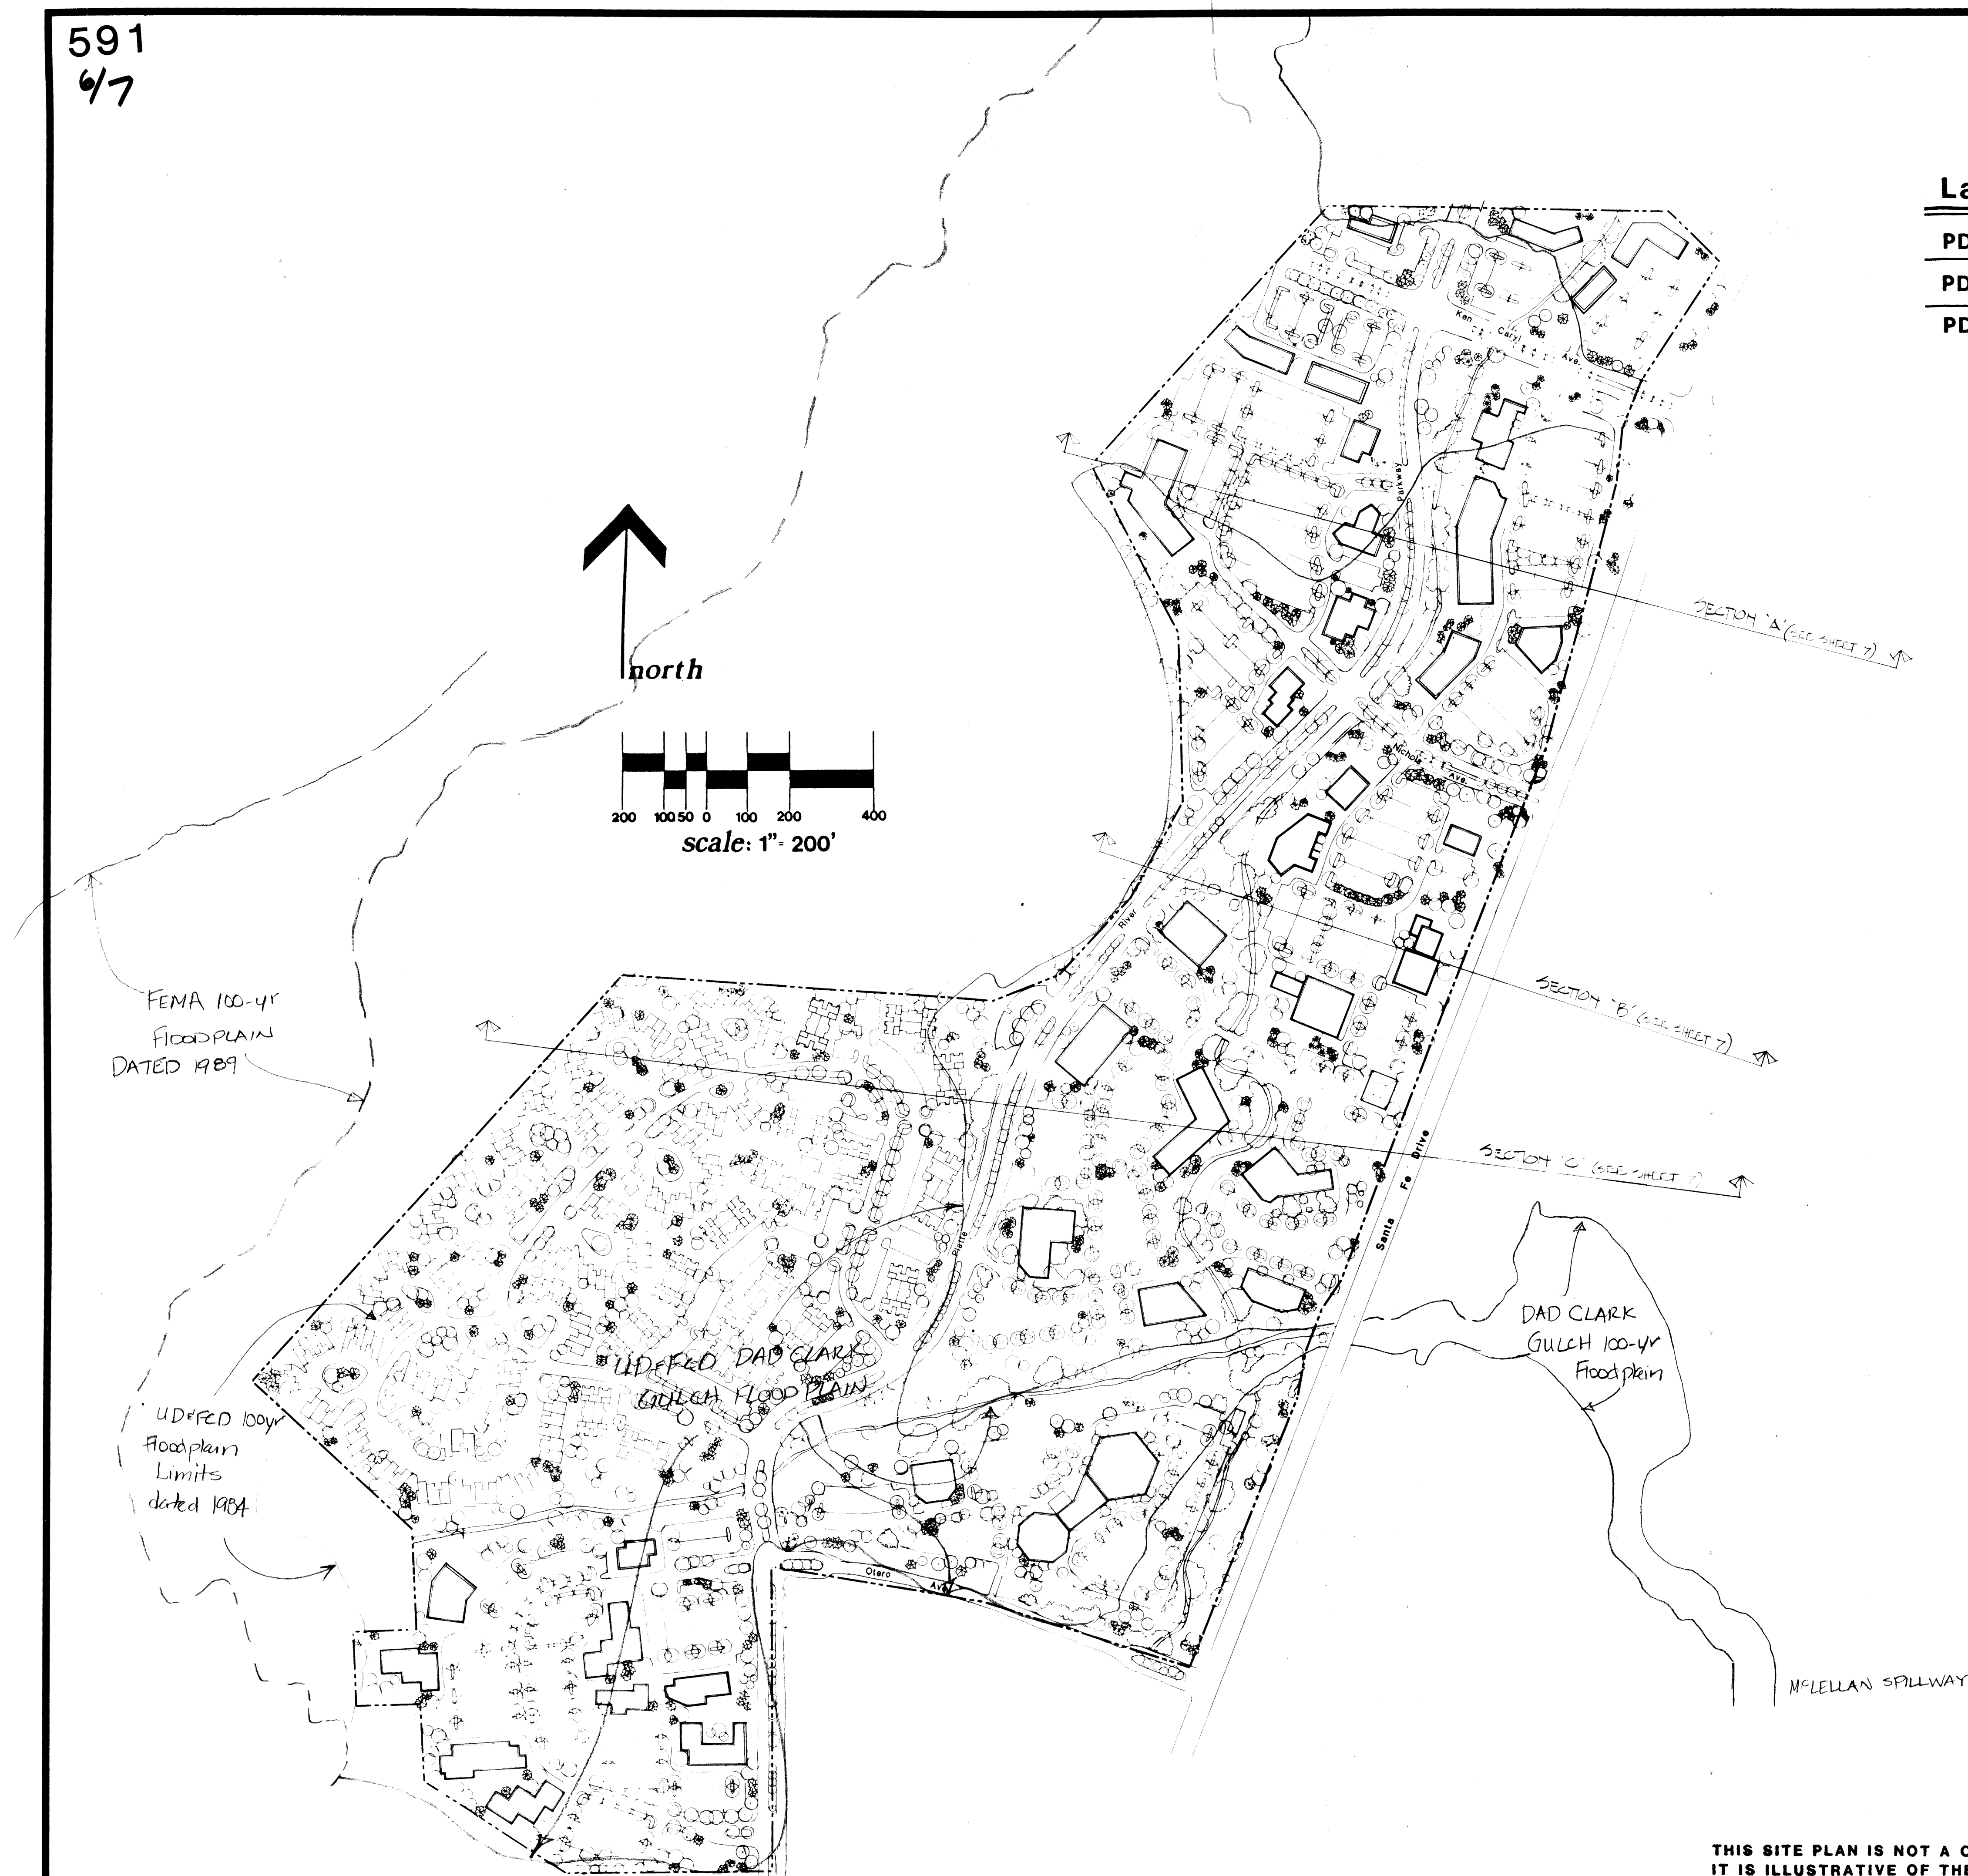 591
6/7
La
PD
PD
PD
Ken
Caryl
Ave.
Parkway
SECTION 'A' (SEE SHEET 7)
north
200 100 50 0 100 200 400
scale: 1"= 200'
Nichols
Ave.
River
FEMA 100-yr
FLOODPLAIN
DATED 1989
SECTION 'B' (SEE SHEET 7)
SECTION 'C' (SEE SHEET 7)
Santa Fe Drive
Platte
DAD CLARK
GULCH 100-yr
Floodplain
UD&FCD DAD CLARK
GULCH FLOODPLAIN
UD&FCD 100yr
Floodplain
Limits
dated 1984
Otero
Ave.
McLELLAN SPILLWAY
THIS SITE PLAN IS NOT A C
IT IS ILLUSTRATIVE OF THE